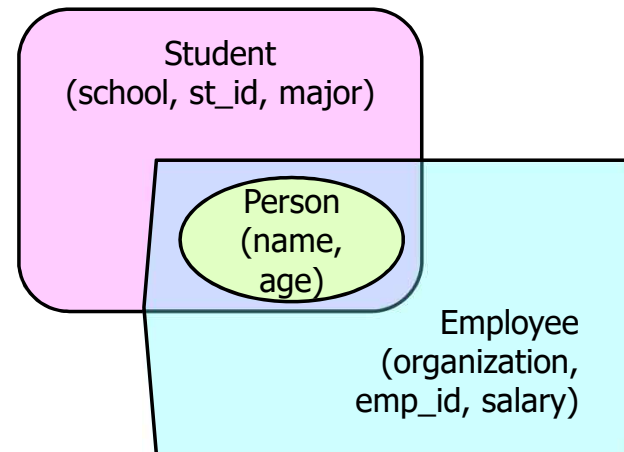 Student
(school, st_id, major)
Person
(name,
age)
Employee
(organization,
emp_id, salary)